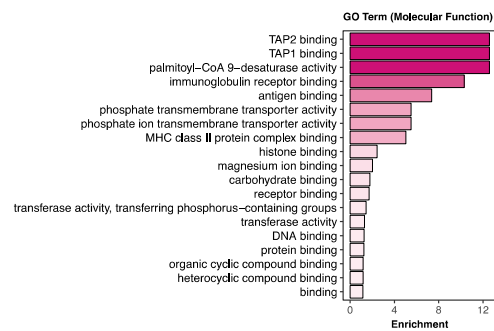 GO Term (Molecular Function)
TAP2 binding
TAP1 binding
palmitoyl−CoA 9−desaturase activity
immunoglobulin receptor binding
antigen binding
phosphate transmembrane transporter activity
phosphate ion transmembrane transporter activity
MHC class II protein complex binding
histone binding
magnesium ion binding
carbohydrate binding
receptor binding
transferase activity, transferring phosphorus−containing groups
transferase activity
DNA binding
protein binding
organic cyclic compound binding
heterocyclic compound binding
binding
0 4 8 12
Enrichment